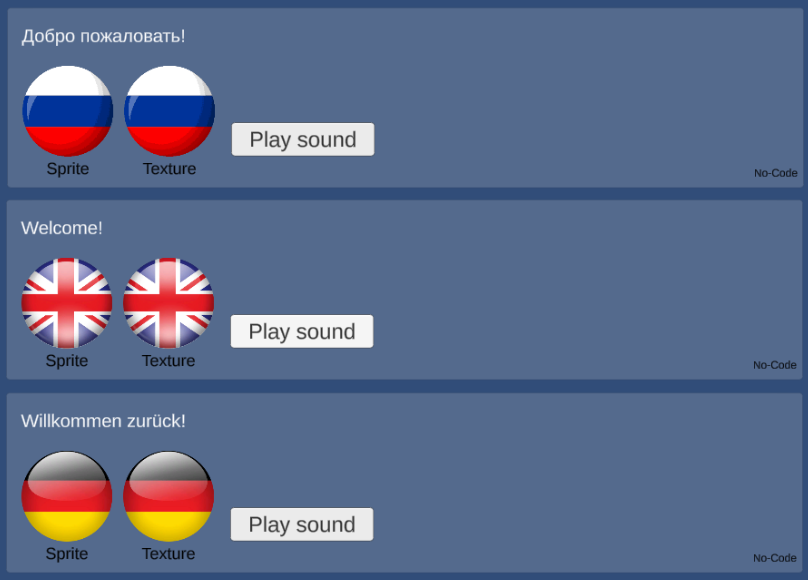 Добро пожаловать!
Play sound
Sprite Texture
No-Code
Welcome!
Play sound
Sprite Texture
No-Code
Willkommen zurück!
Play sound
Sprite Texture
No-Code